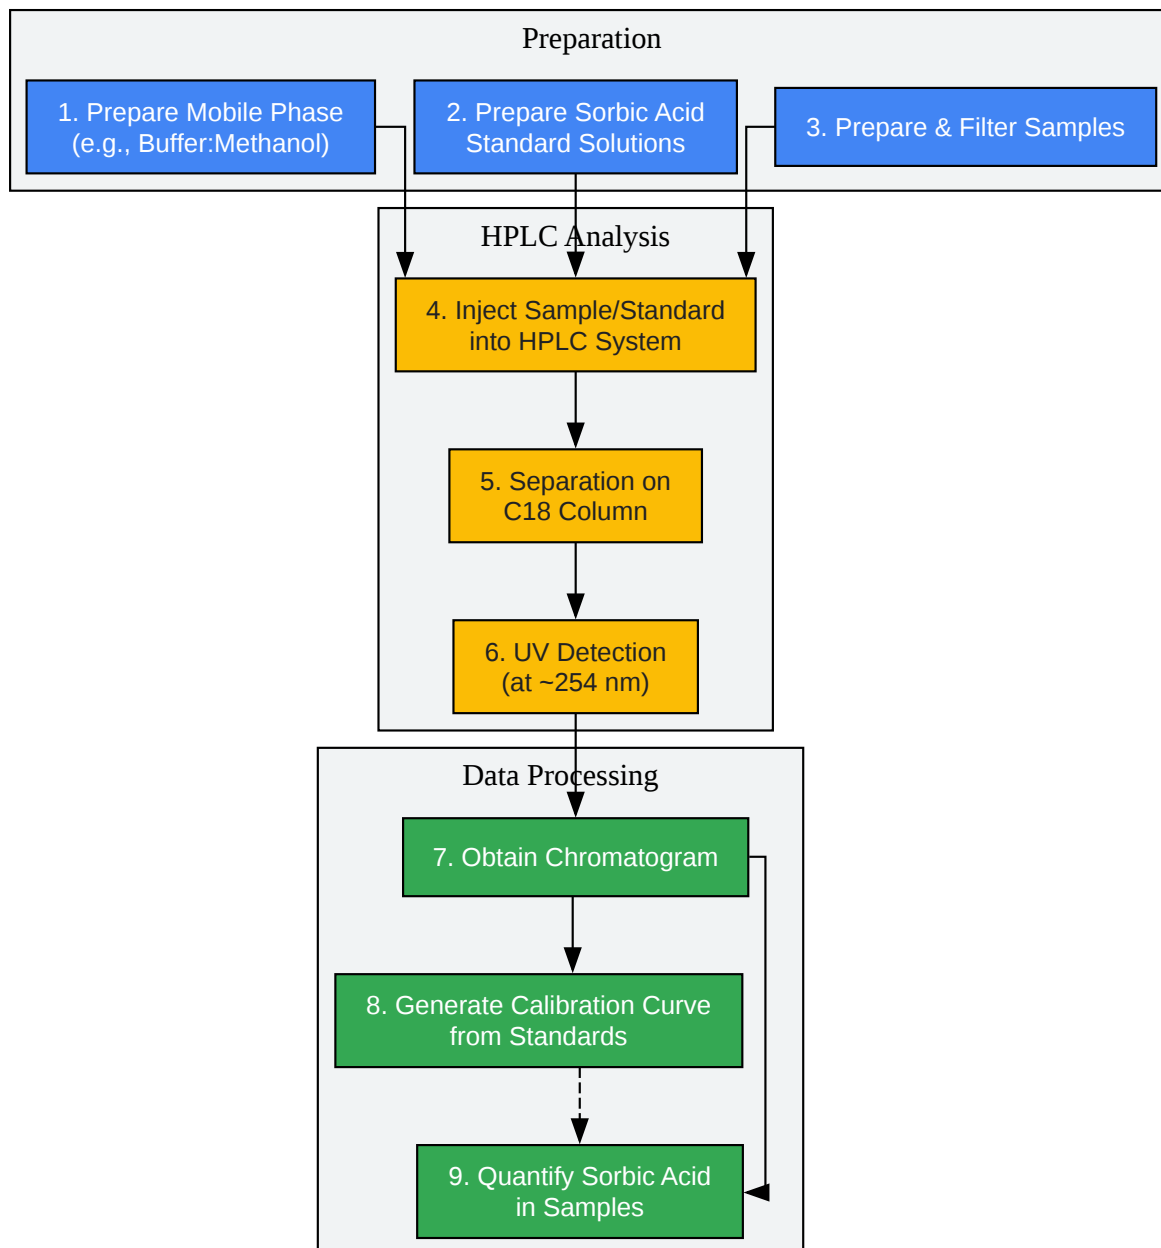 Preparation
1. Prepare Mobile Phase
(e.g., Buffer:Methanol)
2. Prepare Sorbic Acid
Standard Solutions
3. Prepare & Filter Samples
HPLC Analysis
4. Inject Sample/Standard
into HPLC System
5. Separation on
C18 Column
6. UV Detection
(at ~254 nm)
Data Processing
7. Obtain Chromatogram
8. Generate Calibration Curve
from Standards
9. Quantify Sorbic Acid
in Samples